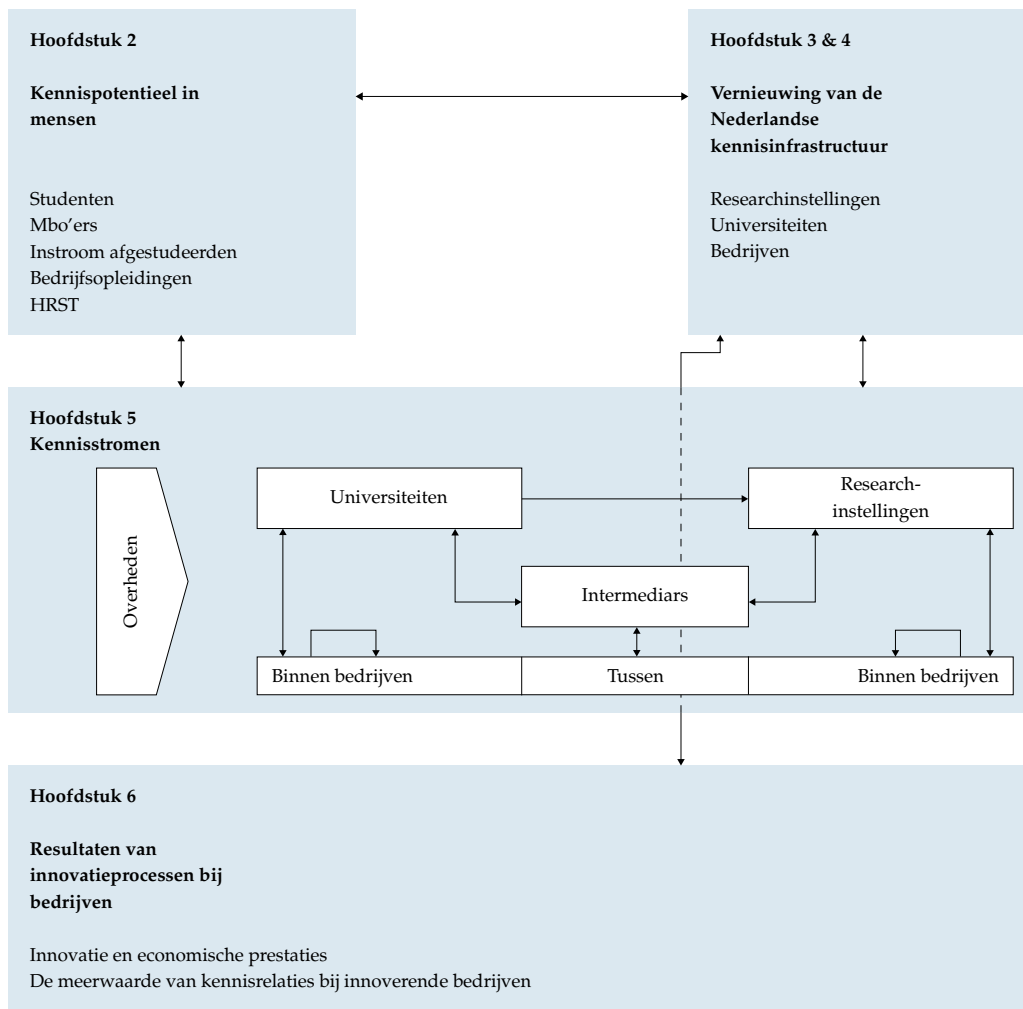 Hoofdstuk 2
Kennispotentieel in
mensen
Studenten
Mbo’ers
Instroom afgestudeerden
Bedrijfsopleidingen
HRST
Hoofdstuk 3 & 4
Vernieuwing van de
Nederlandse
kennisinfrastructuur
Researchinstellingen
Universiteiten
Bedrijven
Hoofdstuk 5
Kennisstromen
Overheden
Universiteiten
Research-
instellingen
Intermediars
Binnen bedrijven
Tussen
Binnen bedrijven
Hoofdstuk 6
Resultaten van
innovatieprocessen bij
bedrijven
Innovatie en economische prestaties
De meerwaarde van kennisrelaties bij innoverende bedrijven